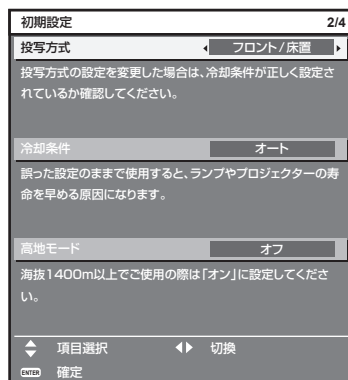 初期設定 2/4
投写方式 フロント/床置
投写方式の設定を変更した場合は、冷却条件が正しく設定さ
れているか確認してください。
冷却条件 オート
誤った設定のままで使用すると、ランプやプロジェクターの寿
命を早める原因になります。
高地モード オフ
海抜1400m以上でご使用の際は「オン」に設定してくださ
い。
項目選択 切換
ENTER 確定